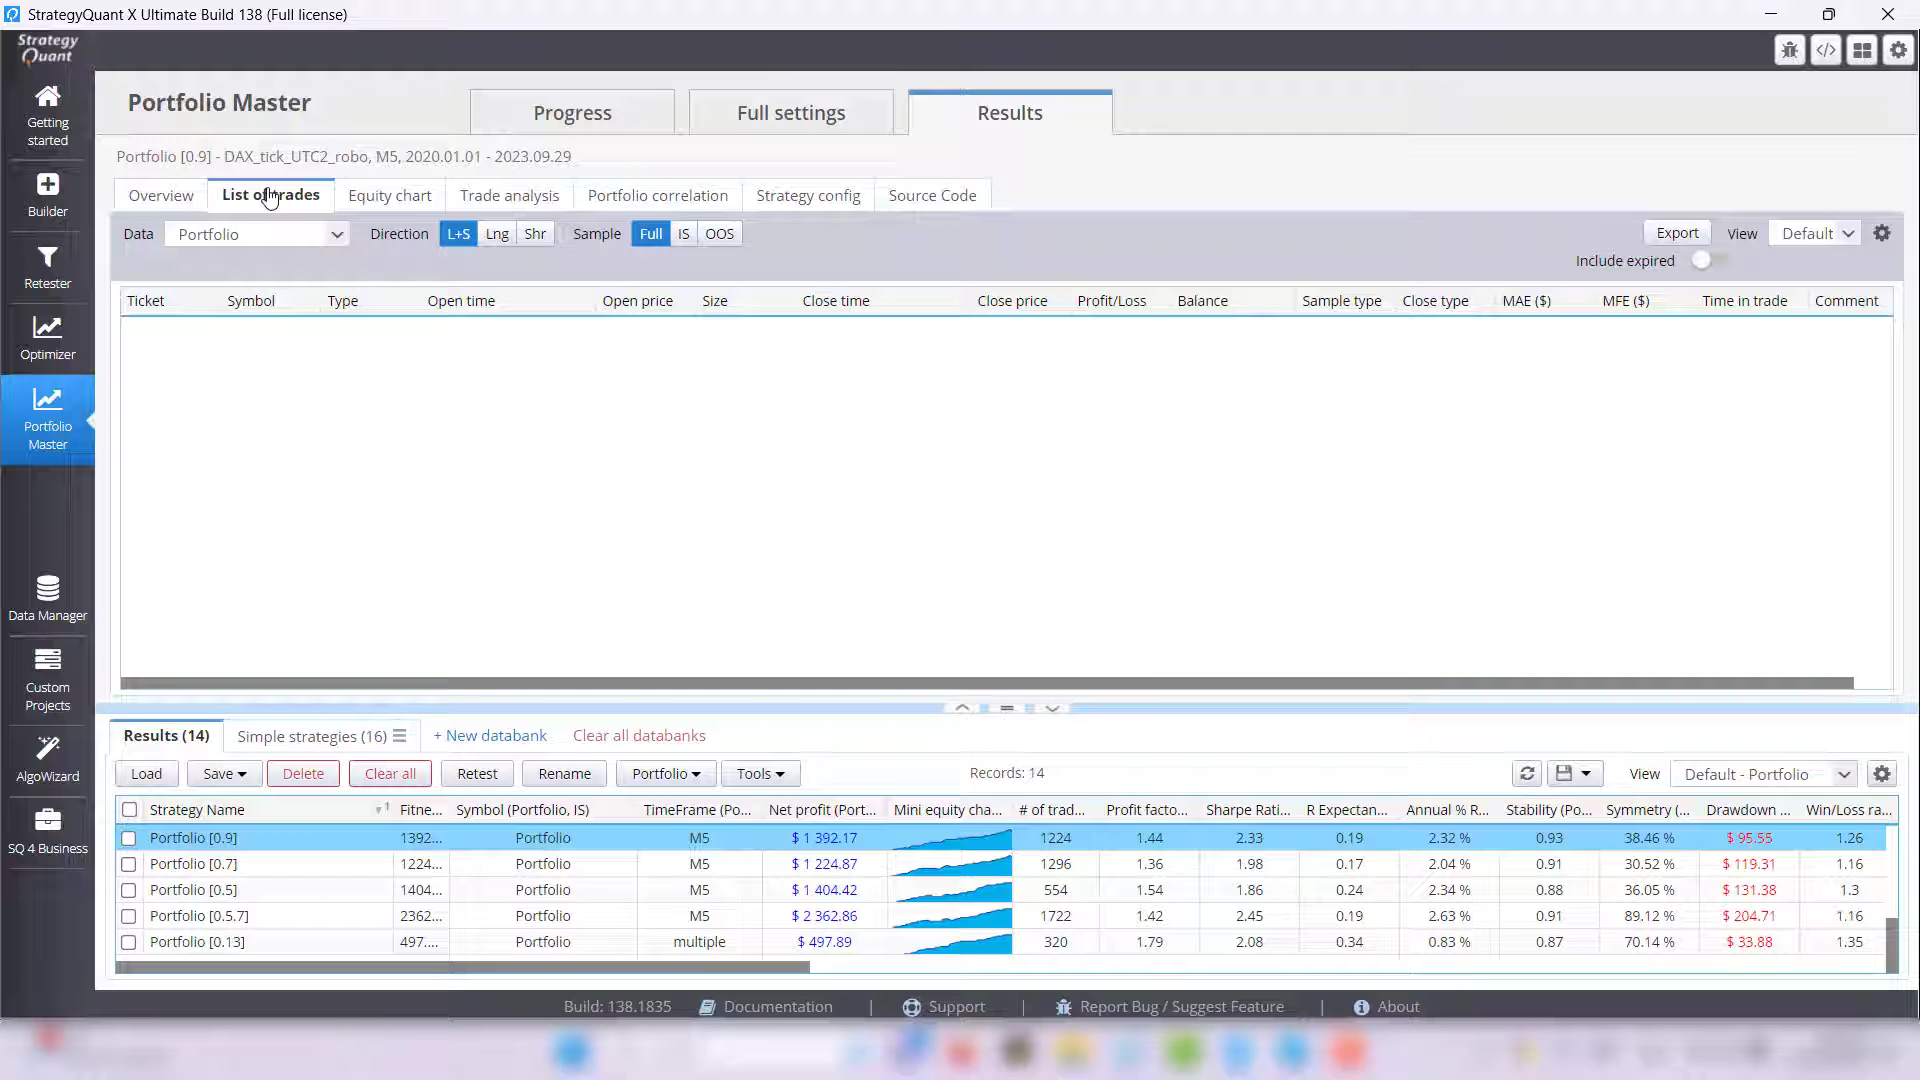 StrategyQuant X Ultimate Build 138 (Full license)
Strategy
Quant
Getting
started
Builder
Retester
Optimizer
Portfolio
Master
Data Manager
Custom
Projects
AlgoWizard
SQ 4 Business
Portfolio Master
Progress
Full settings
Results
Portfolio [0.9] - DAX_tick_UTC2_robo, M5, 2020.01.01 - 2023.09.29
Overview
List of trades
Equity chart
Trade analysis
Portfolio correlation
Strategy config
Source Code
Data Portfolio Direction L+S Lng Shr Sample Full IS OOS Export View Default
Include expired
Ticket Symbol Type Open time Open price Size Close time Close price Profit/Loss Balance Sample type Close type MAE ($) MFE ($) Time in trade Comment
Results (14) Simple strategies (16) + New databank Clear all databanks
Load Save Delete Clear all Retest Rename Portfolio Tools Records: 14 View Default - Portfolio
Strategy Name 1 Fitne... Symbol (Portfolio, IS) TimeFrame (Po... Net profit (Port... Mini equity cha... # of trad... Profit facto... Sharpe Rati... R Expectan... Annual % R... Stability (Po... Symmetry (... Drawdown ... Win/Loss ra...
Portfolio [0.9] 1392... Portfolio M5 $ 1 392.17 1224 1.44 2.33 0.19 2.32 % 0.93 38.46 % $ 95.55 1.26
Portfolio [0.7] 1224... Portfolio M5 $ 1 224.87 1296 1.36 1.98 0.17 2.04 % 0.91 30.52 % $ 119.31 1.16
Portfolio [0.5] 1404... Portfolio M5 $ 1 404.42 554 1.54 1.86 0.24 2.34 % 0.88 36.05 % $ 131.38 1.3
Portfolio [0.5.7] 2362... Portfolio M5 $ 2 362.86 1722 1.42 2.45 0.19 2.63 % 0.91 89.12 % $ 204.71 1.16
Portfolio [0.13] 497.... Portfolio multiple $ 497.89 320 1.79 2.08 0.34 0.83 % 0.87 70.14 % $ 33.88 1.35
Build: 138.1835 Documentation | Support | Report Bug / Suggest Feature | About